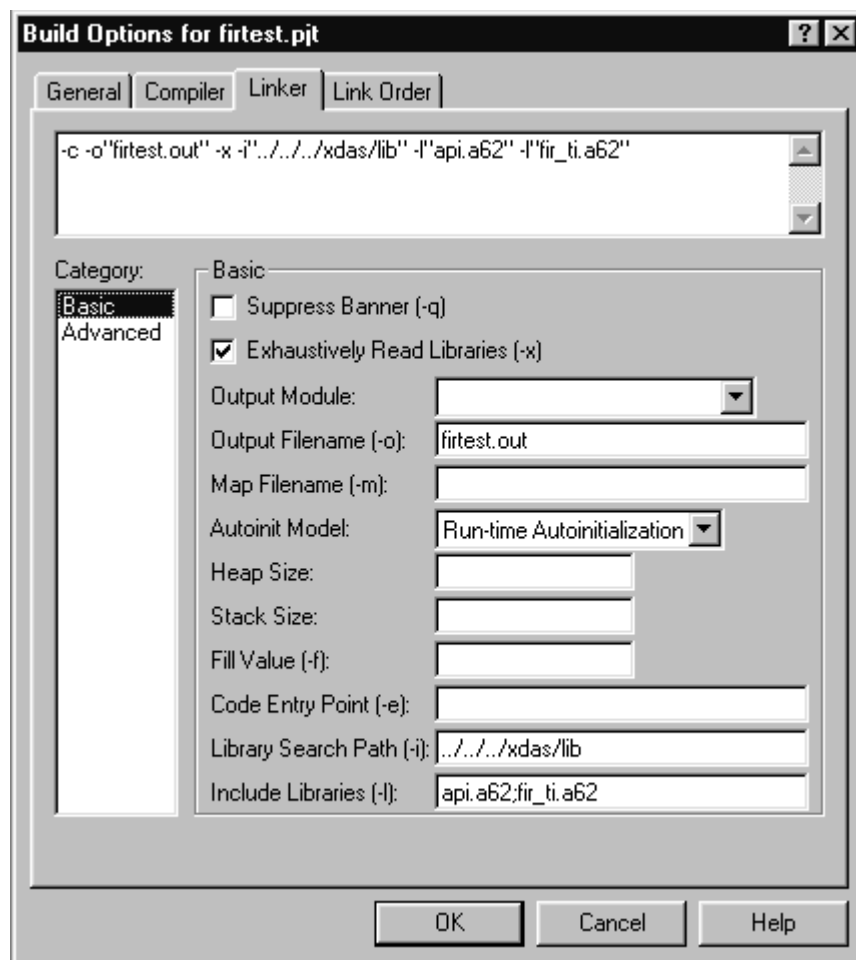 Build Options for firtest.pjt
General Compiler Linker Link Order
-c -o"firtest.out" -x -i"../../../xdas/lib" -l"api.a62" -l"fir_ti.a62"
Category:
Basic
Advanced
Basic
Suppress Banner (-q)
Exhaustively Read Libraries (-x)
Output Module:
Output Filename (-o): firtest.out
Map Filename (-m):
Autoinit Model: Run-time Autoinitialization
Heap Size:
Stack Size:
Fill Value (-f):
Code Entry Point (-e):
Library Search Path (-i): ../../../xdas/lib
Include Libraries (-l): api.a62;fir_ti.a62
OK Cancel Help